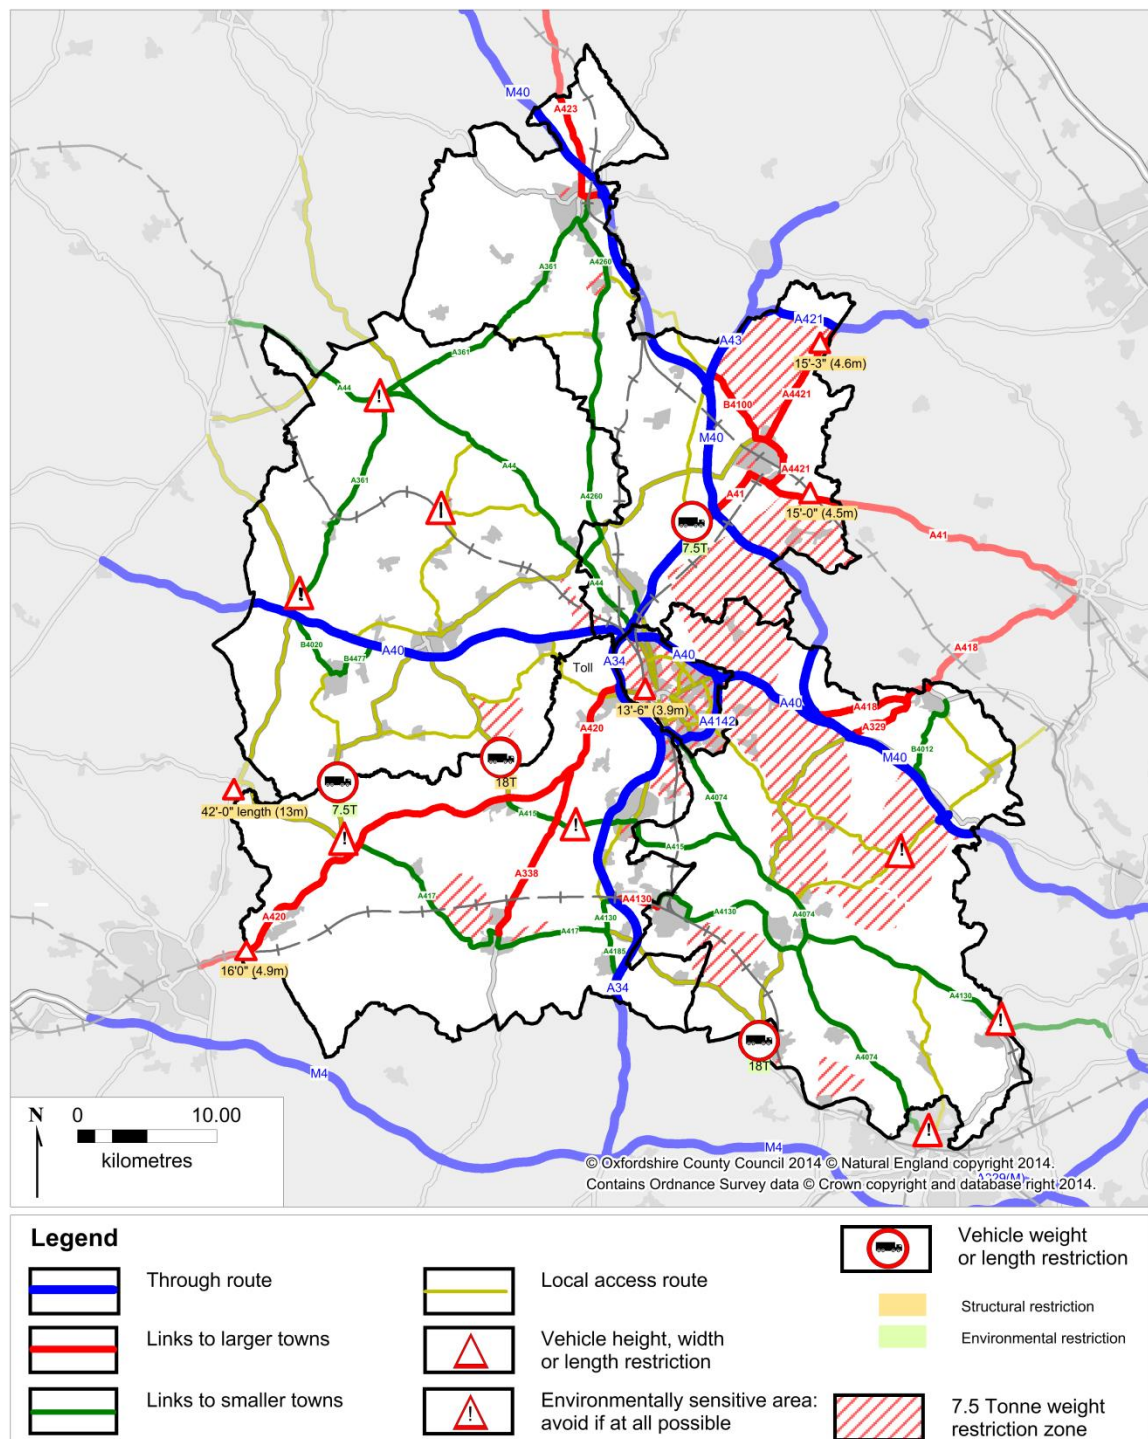 M40
A423
A361
A4260
A421
A43
15'-3" (4.6m)
A361
A44
B4100
A4421
M40
A44
A361
A4260
A4421
A41
15'-0" (4.5m)
7.5T
A41
A44
B4020
B4477
A40
Toll
A34
A40
A418
13'-6" (3.9m)
A4142
A40
A418
A329
A420
M40
B4012
18T
42'-0" length (13m)
7.5T
A4074
A415
A415
A338
A417
A420
A4130
A4130
A4130
A4074
A417
A4185
16'0" (4.9m)
A34
A4130
A4074
18T
M4
N
0 10.00
kilometres
M4
© Oxfordshire County Council 2014 © Natural England copyright 2014.
A329(M)
Contains Ordnance Survey data © Crown copyright and database right 2014.
Legend
Through route
Links to larger towns
Links to smaller towns
Local access route
Vehicle height, width
or length restriction
Environmentally sensitive area:
avoid if at all possible
Vehicle weight
or length restriction
Structural restriction
Environmental restriction
7.5 Tonne weight
restriction zone